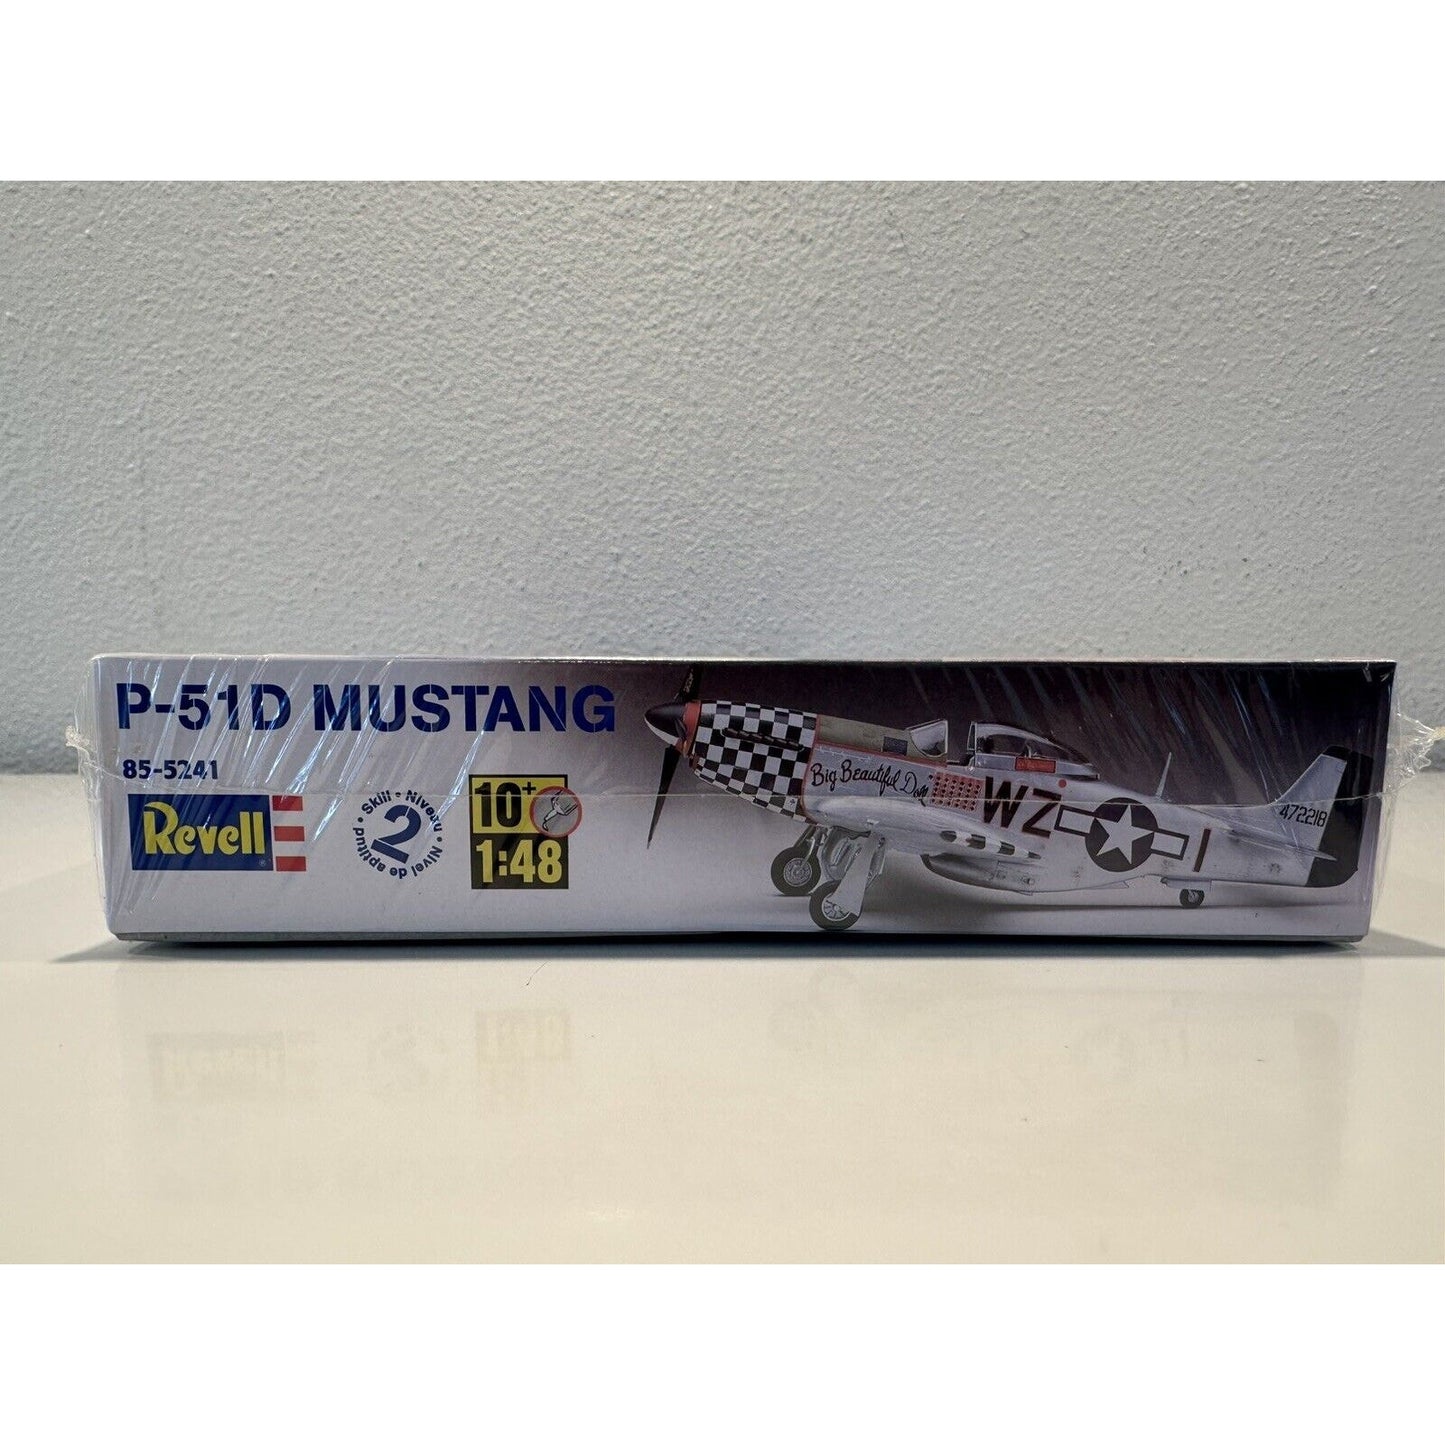 P-51D MUSTANG
85-5241
Revell
Skill • Niveau • Nivel de aptitud •
2
10+
1:48
Big Beautiful Doll
WZ
I
472218